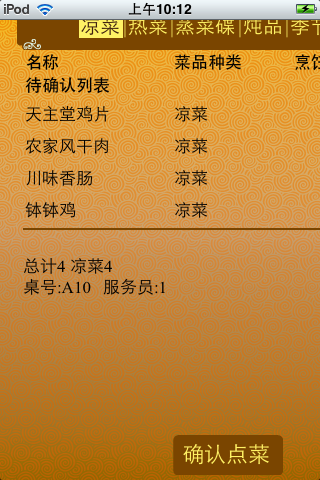 iPod 上午10:12
凉菜|热菜|蒸菜碟|炖品|季节
名称 菜品种类 烹饪
待确认列表
天主堂鸡片 凉菜
农家风干肉 凉菜
川味香肠 凉菜
钵钵鸡 凉菜
总计4 凉菜4
桌号:A10 服务员:1
确认点菜